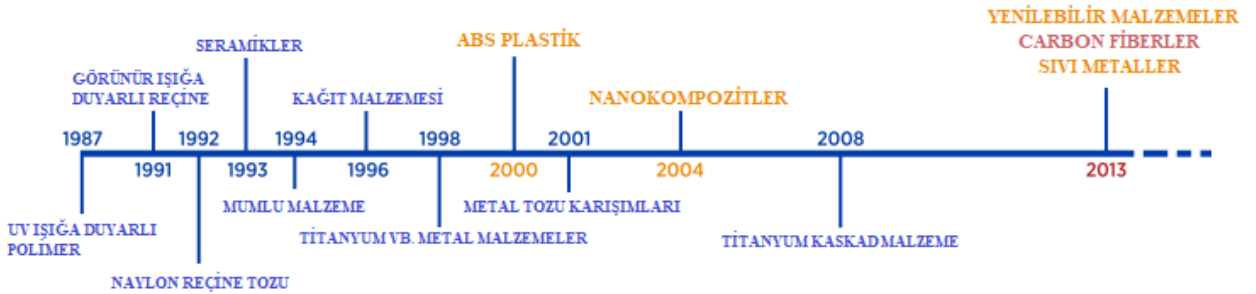 YENİLEBİLİR MALZEMELER
CARBON FİBERLER
SIVI METALLER
ABS PLASTİK
SERAMİKLER
GÖRÜNÜR IŞIĞA
DUYARLI REÇİNE
KAĞIT MALZEMESİ
NANOKOMPOZİTLER
1987 1992 1994 1998 2001 2008
1991 1993 1996 2000 2004 2013
MUMLU MALZEME
METAL TOZU KARIŞIMLARI
UV IŞIĞA DUYARLI
POLİMER
TİTANYUM VB. METAL MALZEMELER
TİTANYUM KASKAD MALZEME
NAYLON REÇİNE TOZU